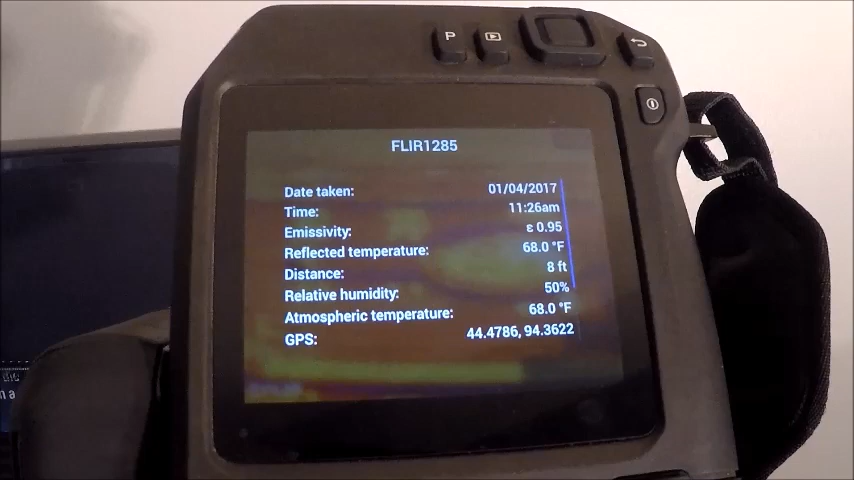 P
FLIR1285
Date taken: 01/04/2017
Time: 11:26am
Emissivity: ε 0.95
Reflected temperature: 68.0 °F
Distance: 8 ft
Relative humidity: 50%
Atmospheric temperature: 68.0 °F
GPS: 44.4786, 94.3622